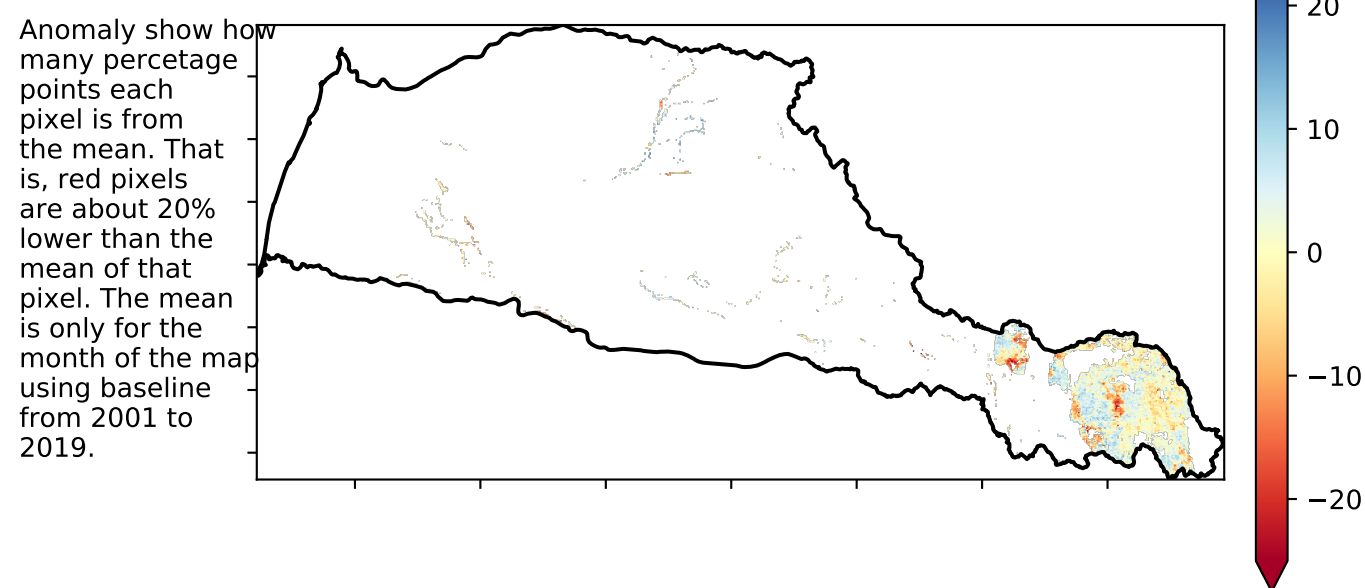 Anomaly show how
many percetage
points each
pixel is from
the mean. That
is, red pixels
are about 20%
lower than the
mean of that
pixel. The mean
is only for the
month of the map
using baseline
from 2001 to
2019.
20
10
0
−10
−20